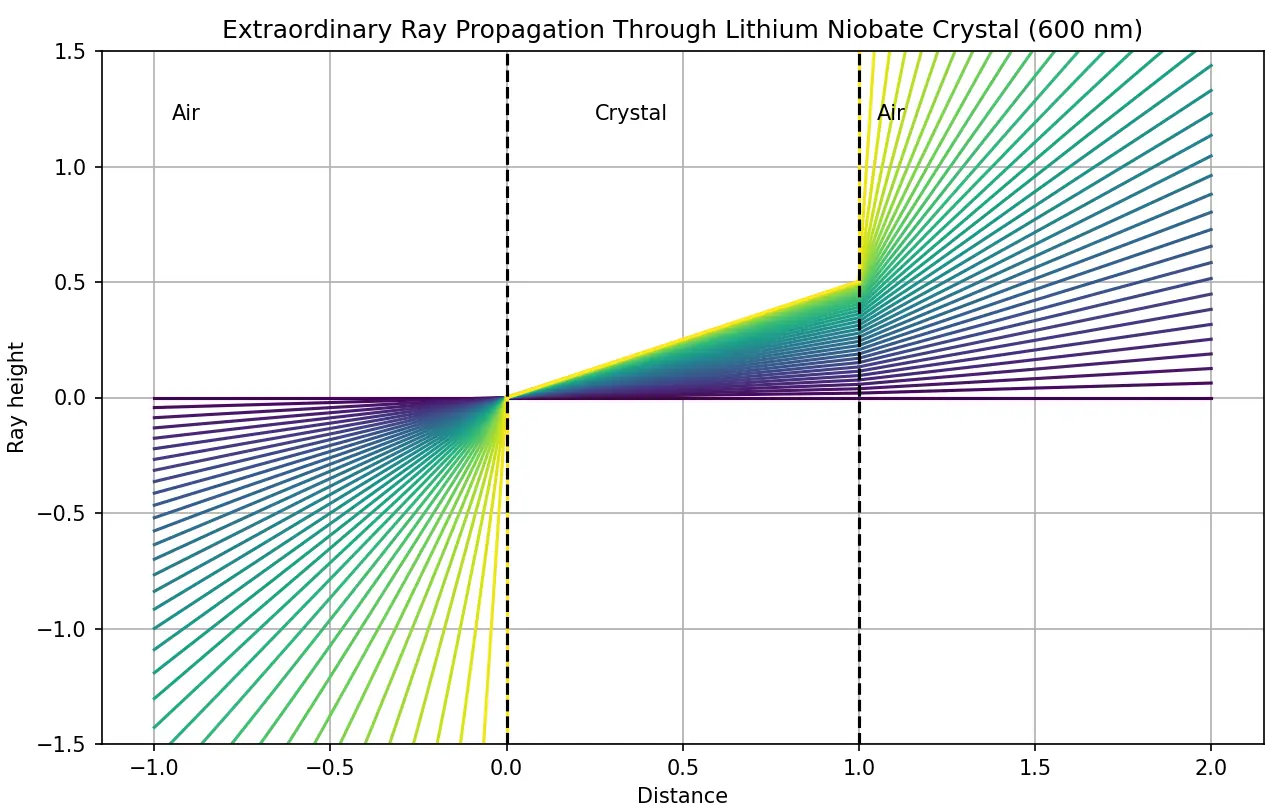 Extraordinary Ray Propagation Through Lithium Niobate Crystal (600 nm)
1.5
1.0
0.5
0.0
−0.5
−1.0
−1.5
Ray height
Air
Crystal
Air
−1.0
−0.5
0.0
0.5
1.0
1.5
2.0
Distance